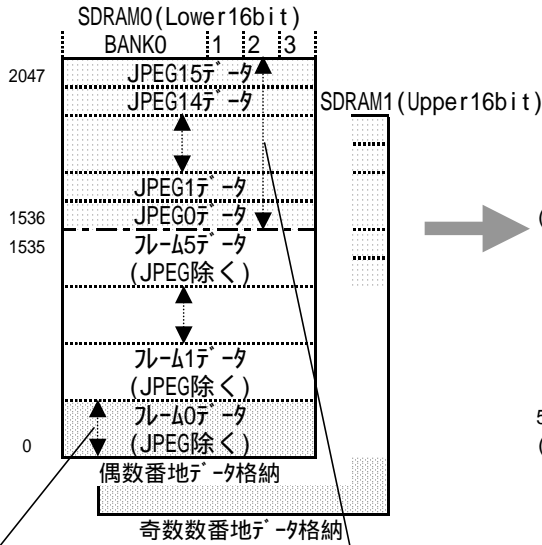 SDRAM0(Lower16bit)
BANK0 1 2 3
2047 JPEG15ﾃﾞｰﾀ
JPEG14ﾃﾞｰﾀ SDRAM1(Upper16bit)
JPEG1ﾃﾞｰﾀ
1536 JPEG0ﾃﾞｰﾀ (
1535 ﾌﾚｰﾑ5ﾃﾞｰﾀ
(JPEG除く)
ﾌﾚｰﾑ1ﾃﾞｰﾀ
(JPEG除く)
ﾌﾚｰﾑ0ﾃﾞｰﾀ 5
0 (JPEG除く) (
偶数番地ﾃﾞｰﾀ格納
奇数数番地ﾃﾞｰﾀ格納